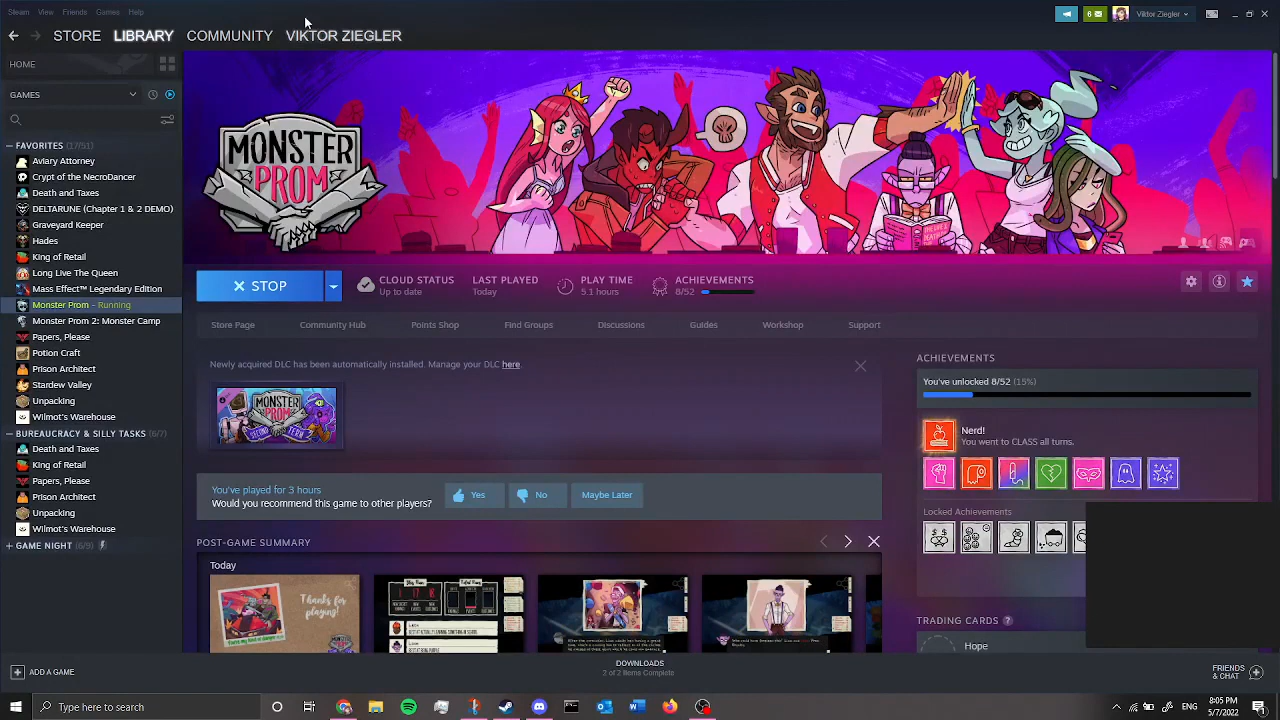 Steam View Friends Games Help
6 Viktor Ziegler
STORE LIBRARY COMMUNITY VIKTOR ZIEGLER
HOME
GAMES
FAVORITES (17/51)
Aviary Attorney
Crypt of the NecroDancer
Death and Taxes
DELTARUNE (Chapter 1 & 2 DEMO)
Graveyard Keeper
Islay
King of Retail
Long Live The Queen
Mass Effect™ Legendary Edition
Monster Prom - Running
Monster Prom 2: Monster Camp
Papers, Please
Potion Craft
Prison Architect
Stardew Valley
Unpacking
Wilmot's Warehouse
BUREAUCRACY & SILLY TASKS (6/7)
Death and Taxes
King of Retail
Papers, Please
Prison Architect
Unpacking
Wilmot's Warehouse
GAME NIGHT (6/9)
ADD A GAME
MONSTER
PROM
STOP
CLOUD STATUS
Up to date
LAST PLAYED
Today
PLAY TIME
5.1 hours
ACHIEVEMENTS
8/52
Store Page Community Hub Points Shop Find Groups Discussions Guides Workshop Support
Newly acquired DLC has been automatically installed. Manage your DLC here.
MONSTER
PROM
You've played for 3 hours
Would you recommend this game to other players?
Yes No Maybe Later
POST-GAME SUMMARY
Today
Thanks for
playing!
ACHIEVEMENTS
You've unlocked 8/52 (15%)
Nerd!
You went to CLASS all turns.
Locked Achievements
TRADING CARDS ?
Hope
DOWNLOADS
2 of 2 Items Complete
FRIENDS
& CHAT
Type here to search
8:05 PM
5/7/2022